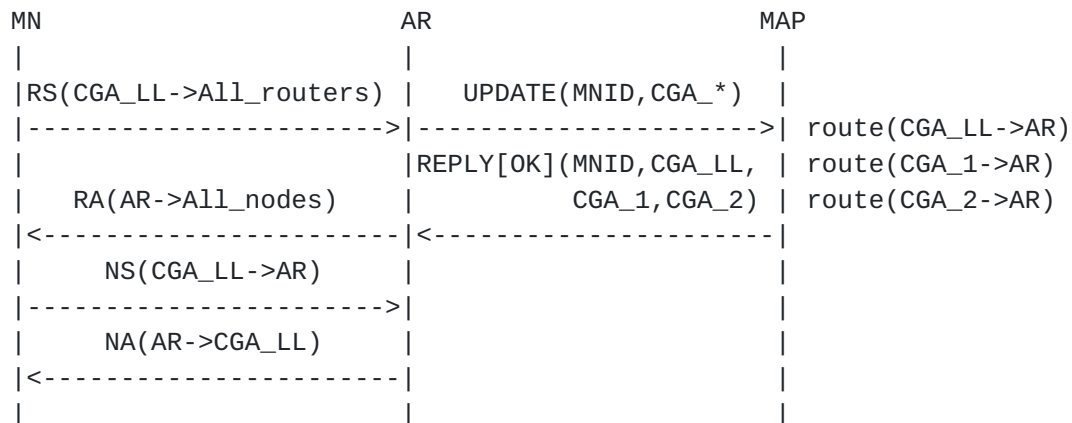 MN                      AR                     MAP
|                       |                      |
|RS(CGA_LL->All_routers) |   UPDATE(MNID,CGA_*)  |
|----------------------->|---------------------->| route(CGA_LL->AR)
|                       |REPLY[OK](MNID,CGA_LL, | route(CGA_1->AR)
|   RA(AR->All_nodes)    |          CGA_1,CGA_2) | route(CGA_2->AR)
|<-----------------------|<----------------------|
|     NS(CGA_LL->AR)     |                      |
|----------------------->|                      |
|     NA(AR->CGA_LL)     |                      |
|<-----------------------|                      |
|                       |                      |